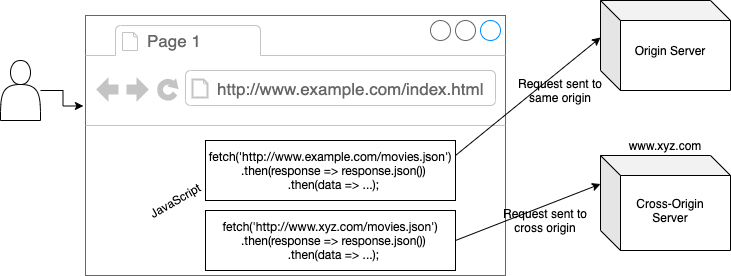 Page 1
http://www.example.com/index.html
Origin Server
Request sent to
same origin
fetch('http://www.example.com/movies.json')
.then(response => response.json())
.then(data => ...);
JavaScript
fetch('http://www.xyz.com/movies.json')
.then(response => response.json())
.then(data => ...);
www.xyz.com
Request sent to
cross origin
Cross-Origin
Server